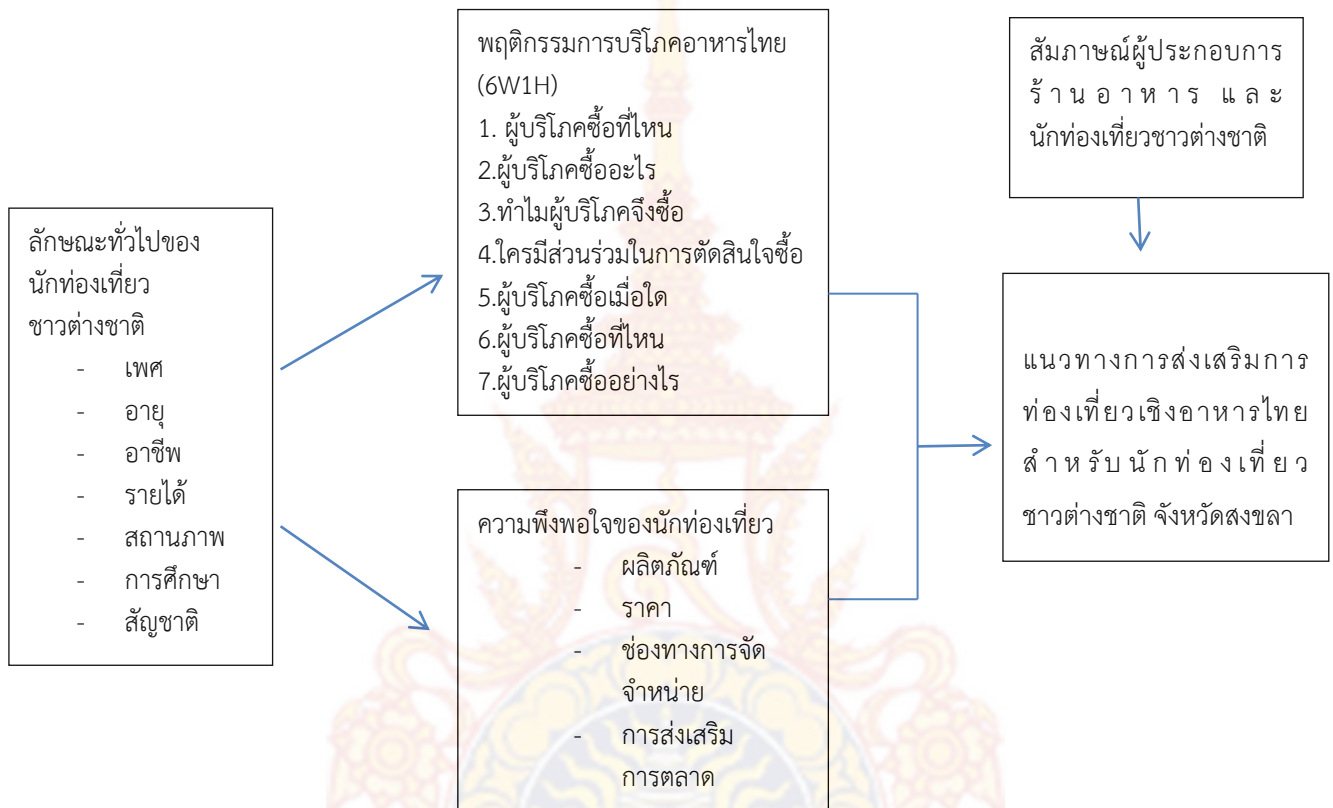 ลักษณะทั่วไปของ
นักท่องเที่ยว
ชาวต่างชาติ
- เพศ
- อายุ
- อาชีพ
- รายได้
- สถานภาพ
- การศึกษา
- สัญชาติ
พฤติกรรมการบริโภคอาหารไทย
(6W1H)
1. ผู้บริโภคซื้อที่ไหน
2.ผู้บริโภคซื้ออะไร
3.ทำไมผู้บริโภคจึงซื้อ
4.ใครมีส่วนร่วมในการตัดสินใจซื้อ
5.ผู้บริโภคซื้อเมื่อใด
6.ผู้บริโภคซื้อที่ไหน
7.ผู้บริโภคซื้ออย่างไร
ความพึงพอใจของนักท่องเที่ยว
- ผลิตภัณฑ์
- ราคา
- ช่องทางการจัด
จำหน่าย
- การส่งเสริม
การตลาด
สัมภาษณ์ผู้ประกอบการ
ร้านอาหาร และ
นักท่องเที่ยวชาวต่างชาติ
แนวทางการส่งเสริมการ
ท่องเที่ยวเชิงอาหารไทย
สำหรับนักท่องเที่ยว
ชาวต่างชาติ จังหวัดสงขลา